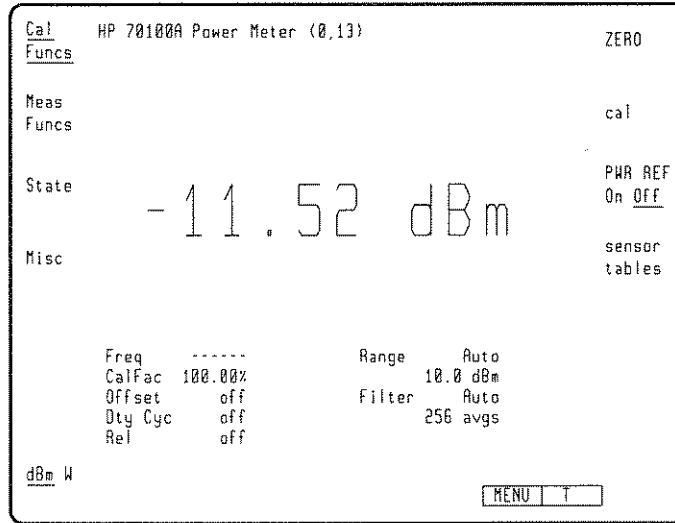 Cal
Funcs
HP 70100A Power Meter (0,13)
ZERO
Meas
Funcs
cal
State
-11.52 dBm
PWR REF
On Off
Misc
sensor
tables
Freq ------
CalFac 100.00%
Offset off
Dty Cyc off
Rel off
Range Auto
10.0 dBm
Filter Auto
256 avgs
dBm W
MENU T